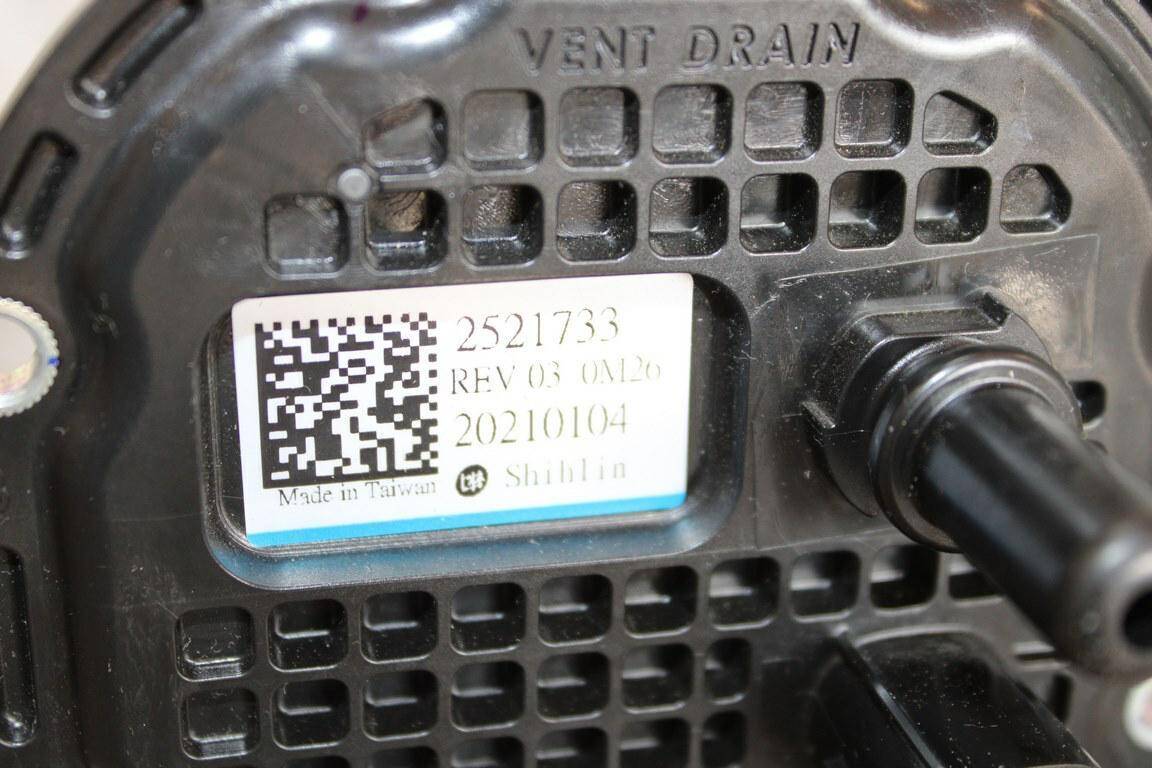 VENT DRAIN
2521733
REV 03 0M26
20210104
Made in Taiwan
Shihlin